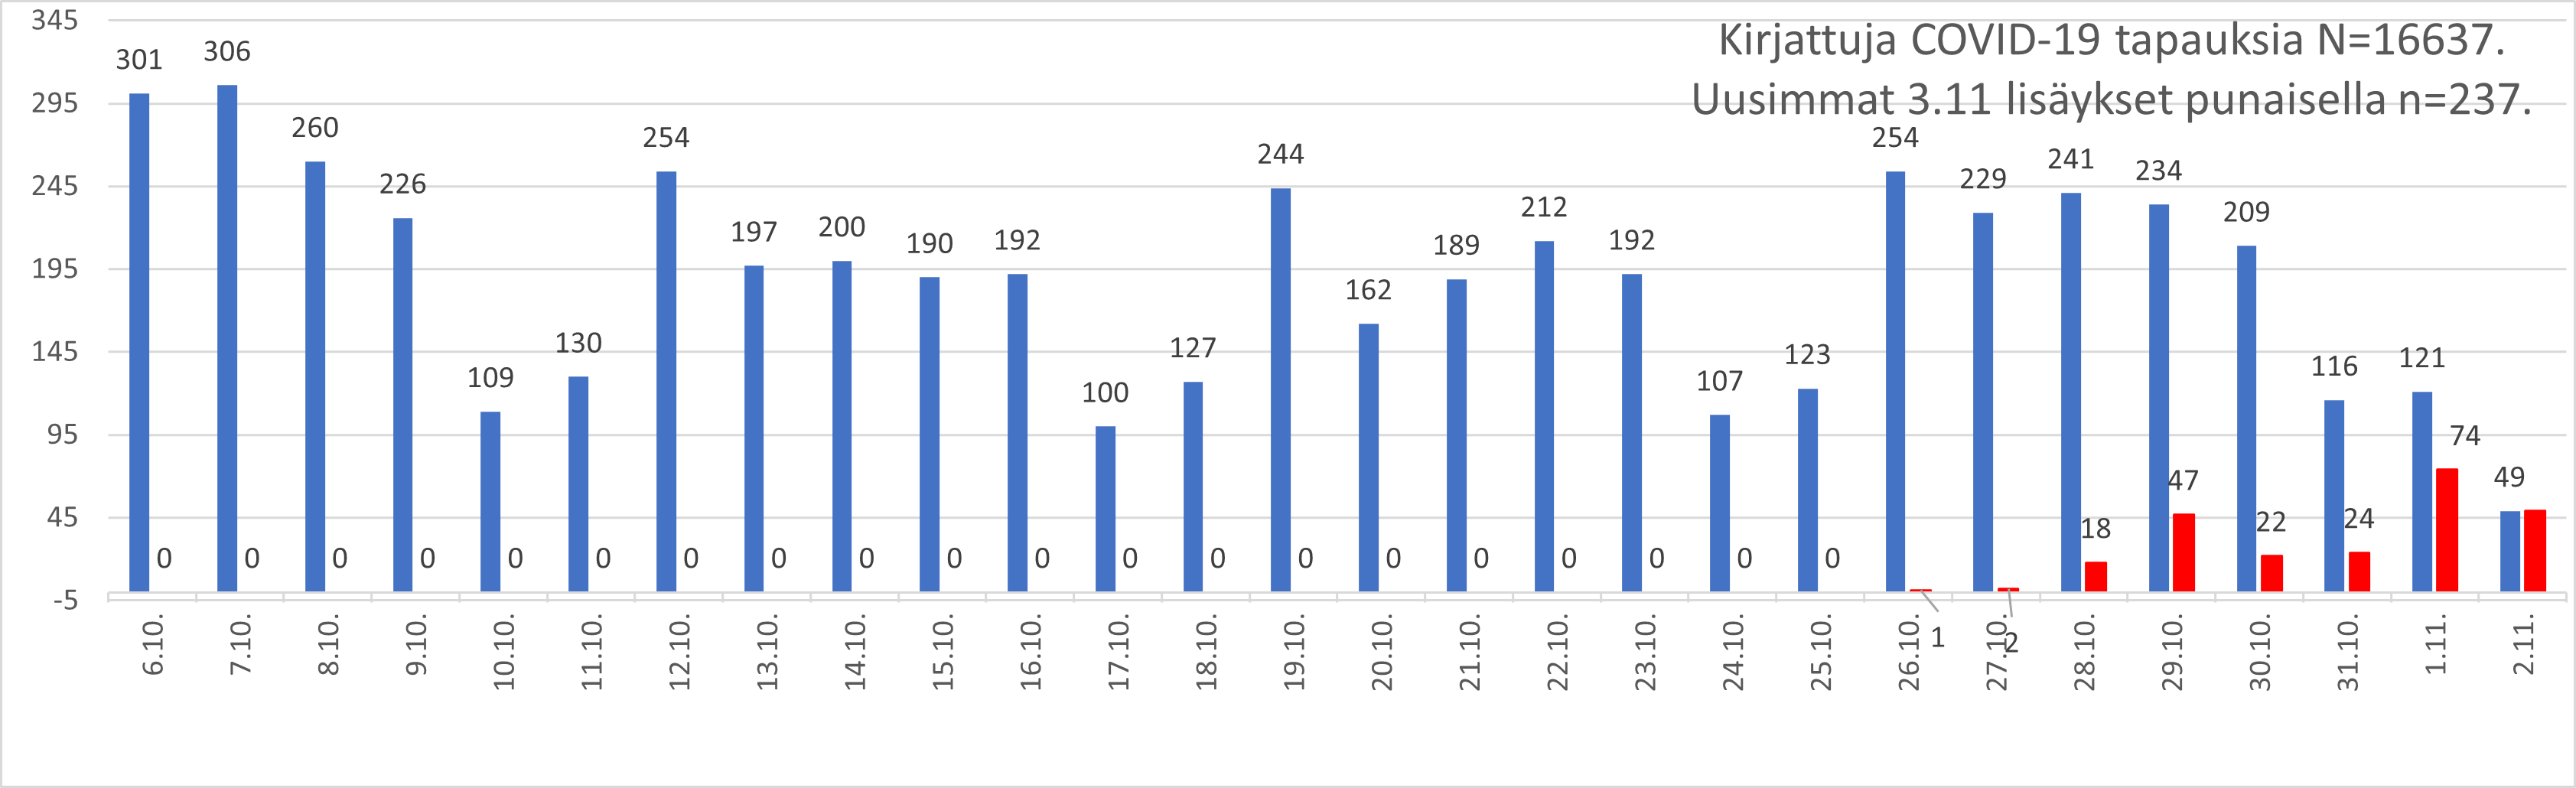 Kirjattuja COVID-19 tapauksia N=16637.
Uusimmat 3.11 lisäykset punaisella n=237.
345
295
245
195
145
95
45
-5
301 306 260 226 109 130 254 197 200 190 192 100 127 244 162 189 212 192 107 123 254 229 241 234 209 116 121 49
0 0 0 0 0 0 0 0 0 0 0 0 0 0 0 0 0 0 0 0 1 2 18 47 22 24 74
6.10. 7.10. 8.10. 9.10. 10.10. 11.10. 12.10. 13.10. 14.10. 15.10. 16.10. 17.10. 18.10. 19.10. 20.10. 21.10. 22.10. 23.10. 24.10. 25.10. 26.10. 27.10. 28.10. 29.10. 30.10. 31.10. 1.11. 2.11.